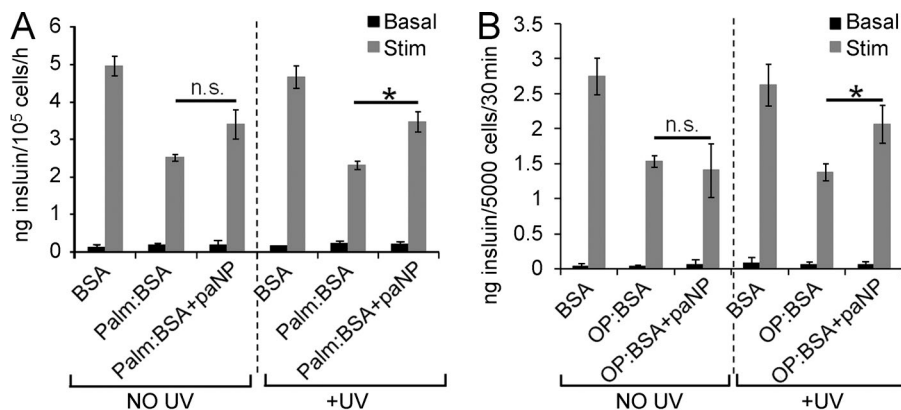 A
ng insluin/10⁵ cells/h
6
5
4
3
2
1
0
Basal
Stim
n.s.
*
BSA
Palm:BSA
Palm:BSA+paNP
BSA
Palm:BSA
Palm:BSA+paNP
NO UV
+UV
B
ng insluin/5000 cells/30min
3
2.5
2
1.5
1
0.5
0
Basal
Stim
n.s.
*
BSA
OP:BSA
OP:BSA+paNP
BSA
OP:BSA
OP:BSA+paNP
NO UV
+UV